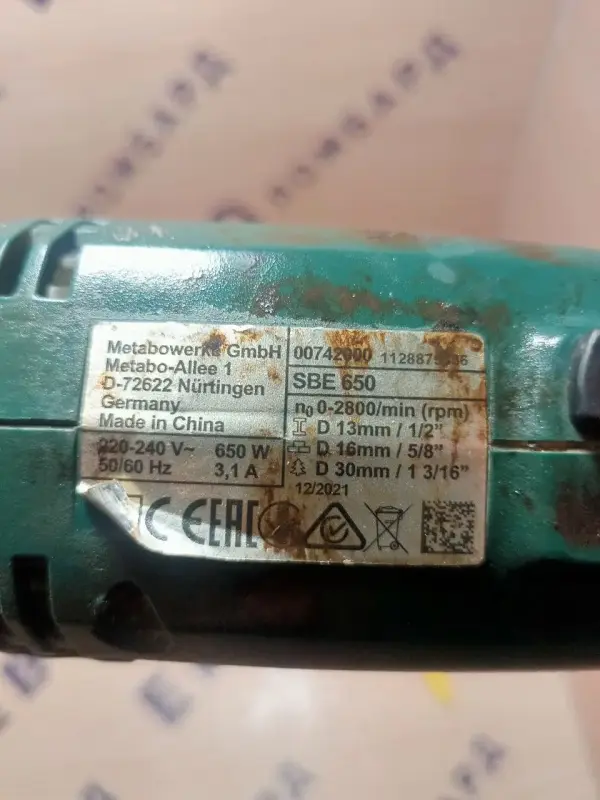 ЛОМБАРД
ЛОМБАРД
Metabowerke GmbH
Metabo-Allee 1
D-72622 Nürtingen
Germany
Made in China
220-240 V~ 650 W
50/60 Hz 3,1 A
00742000
SBE 650
n0 0-2800/min (rpm)
D 13mm / 1/2"
D 16mm / 5/8"
D 30mm / 1 3/16"
12/2021
CE EAC